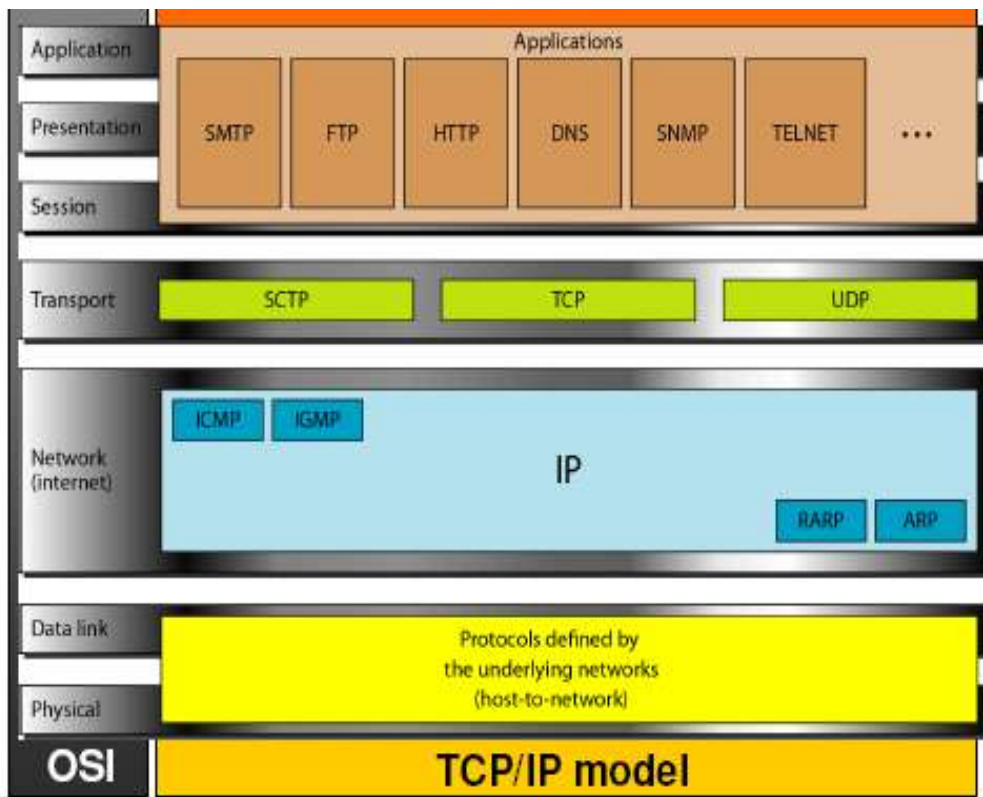 Application
Applications
Presentation
SMTP FTP HTTP DNS SNMP TELNET ...
Session
Transport
SCTP TCP UDP
ICMP IGMP
Network
(internet)
IP
RARP ARP
Data link
Protocols defined by
the underlying networks
(host-to-network)
Physical
OSI TCP/IP model